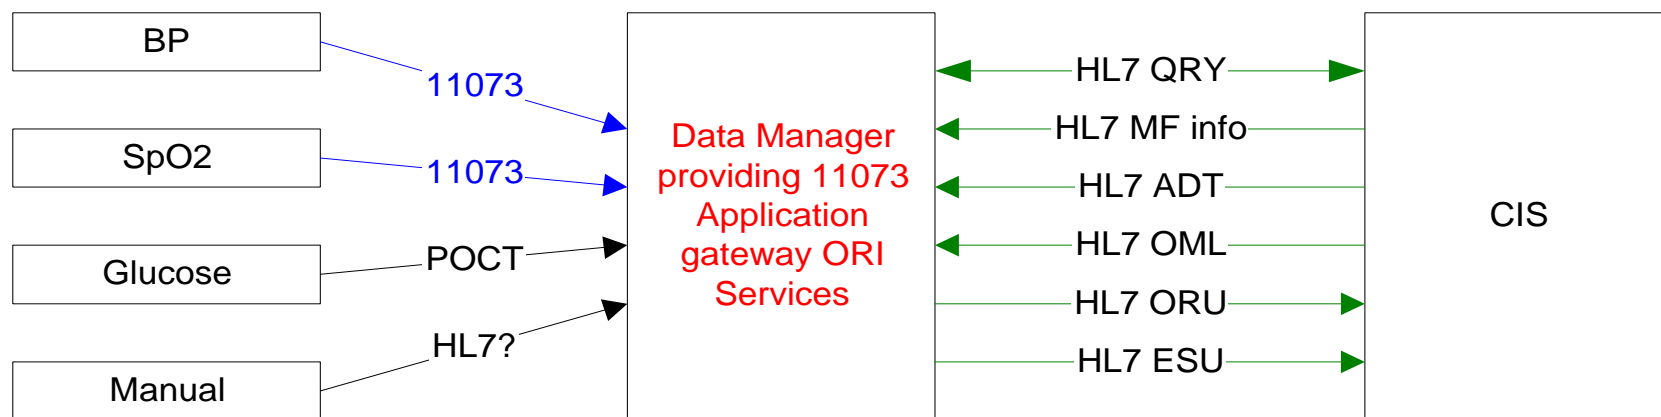 BP
SpO2
Glucose
Manual
11073
11073
POCT
HL7?
Data Manager
providing 11073
Application
gateway ORI
Services
HL7 QRY
HL7 MF info
HL7 ADT
HL7 OML
HL7 ORU
HL7 ESU
CIS